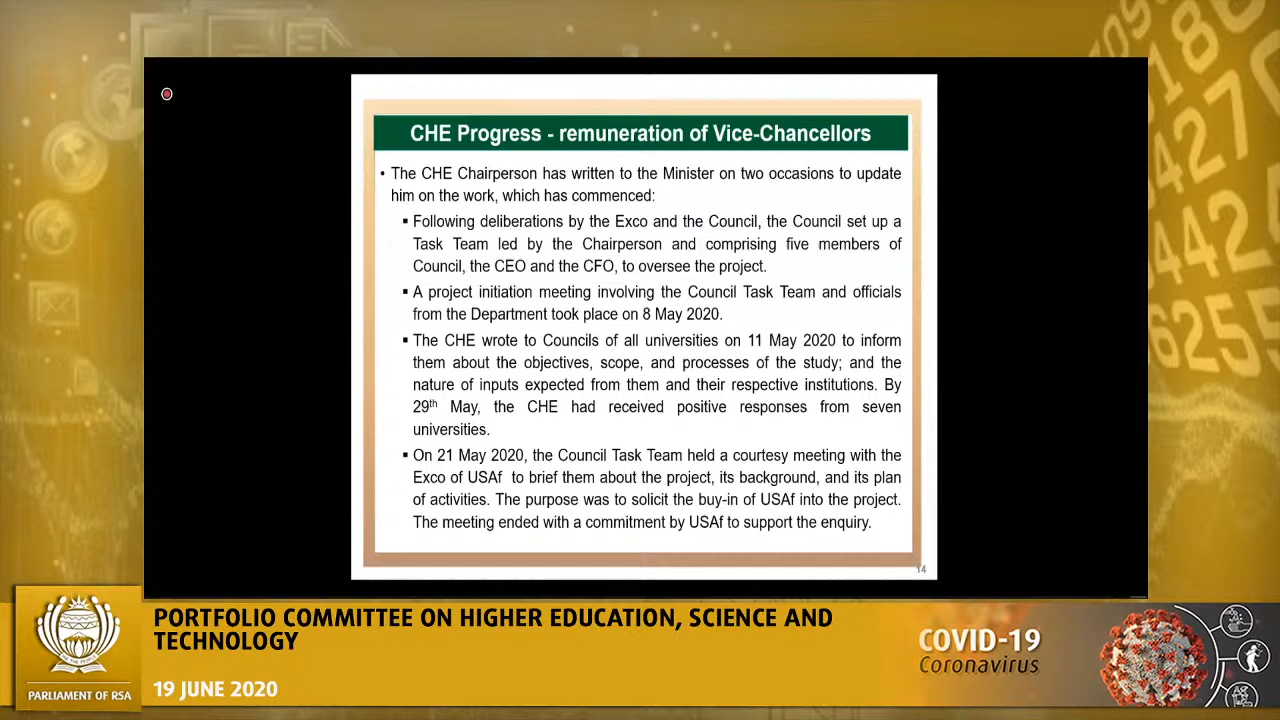 CHE Progress - remuneration of Vice-Chancellors
• The CHE Chairperson has written to the Minister on two occasions to update
him on the work, which has commenced:
▪ Following deliberations by the Exco and the Council, the Council set up a
Task Team led by the Chairperson and comprising five members of
Council, the CEO and the CFO, to oversee the project.
▪ A project initiation meeting involving the Council Task Team and officials
from the Department took place on 8 May 2020.
▪ The CHE wrote to Councils of all universities on 11 May 2020 to inform
them about the objectives, scope, and processes of the study; and the
nature of inputs expected from them and their respective institutions. By
29th May, the CHE had received positive responses from seven
universities.
▪ On 21 May 2020, the Council Task Team held a courtesy meeting with the
Exco of USAf to brief them about the project, its background, and its plan
of activities. The purpose was to solicit the buy-in of USAf into the project.
The meeting ended with a commitment by USAf to support the enquiry.
14
PORTFOLIO COMMITTEE ON HIGHER EDUCATION, SCIENCE AND
TECHNOLOGY
19 JUNE 2020
PARLIAMENT OF RSA
COVID-19
Coronavirus